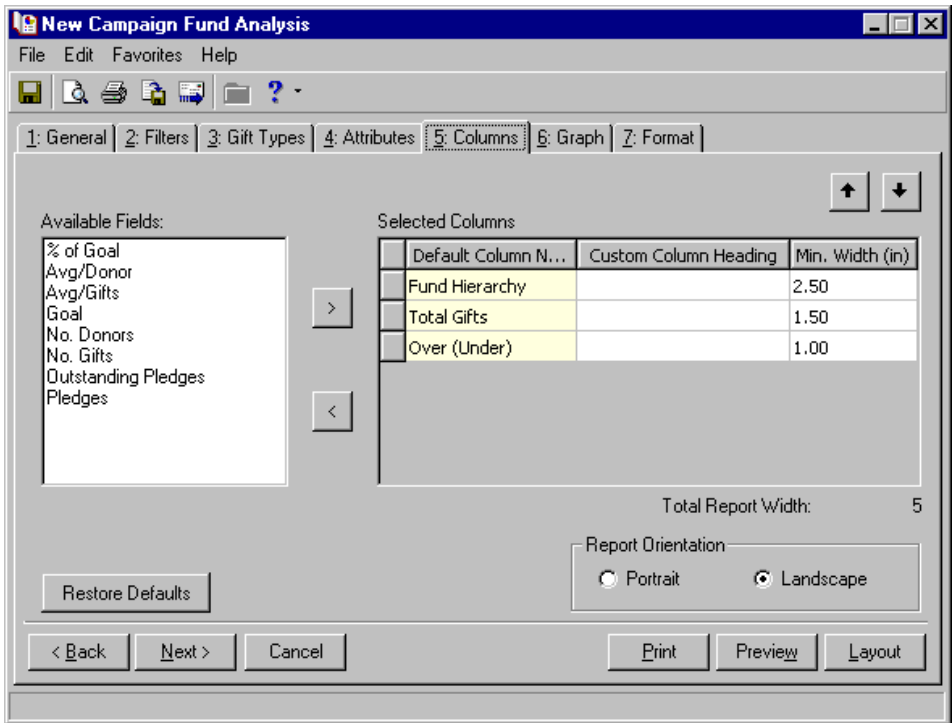 New Campaign Fund Analysis
File Edit Favorites Help
1: General 2: Filters 3: Gift Types 4: Attributes 5: Columns 6: Graph 7: Format
Available Fields:
% of Goal
Avg/Donor
Avg/Gifts
Goal
No. Donors
No. Gifts
Outstanding Pledges
Pledges
>
<
Selected Columns
Default Column N... Custom Column Heading Min. Width (in)
Fund Hierarchy 2.50
Total Gifts 1.50
Over (Under) 1.00
Total Report Width: 5
Report Orientation
Portrait Landscape
Restore Defaults
< Back Next > Cancel Print Preview Layout